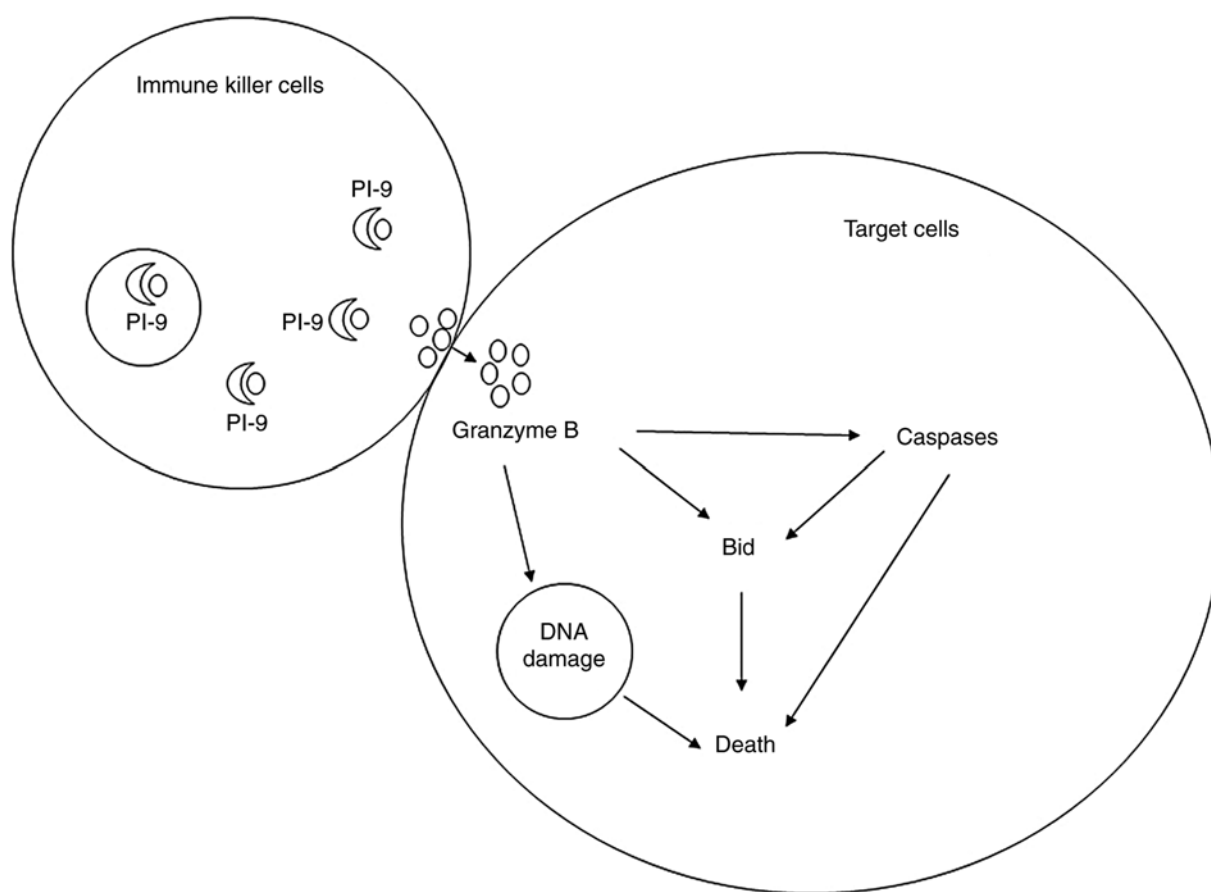 Immune killer cells
PI-9
Target cells
PI-9
PI-9
PI-9
Granzyme B
Caspases
Bid
DNA
damage
Death